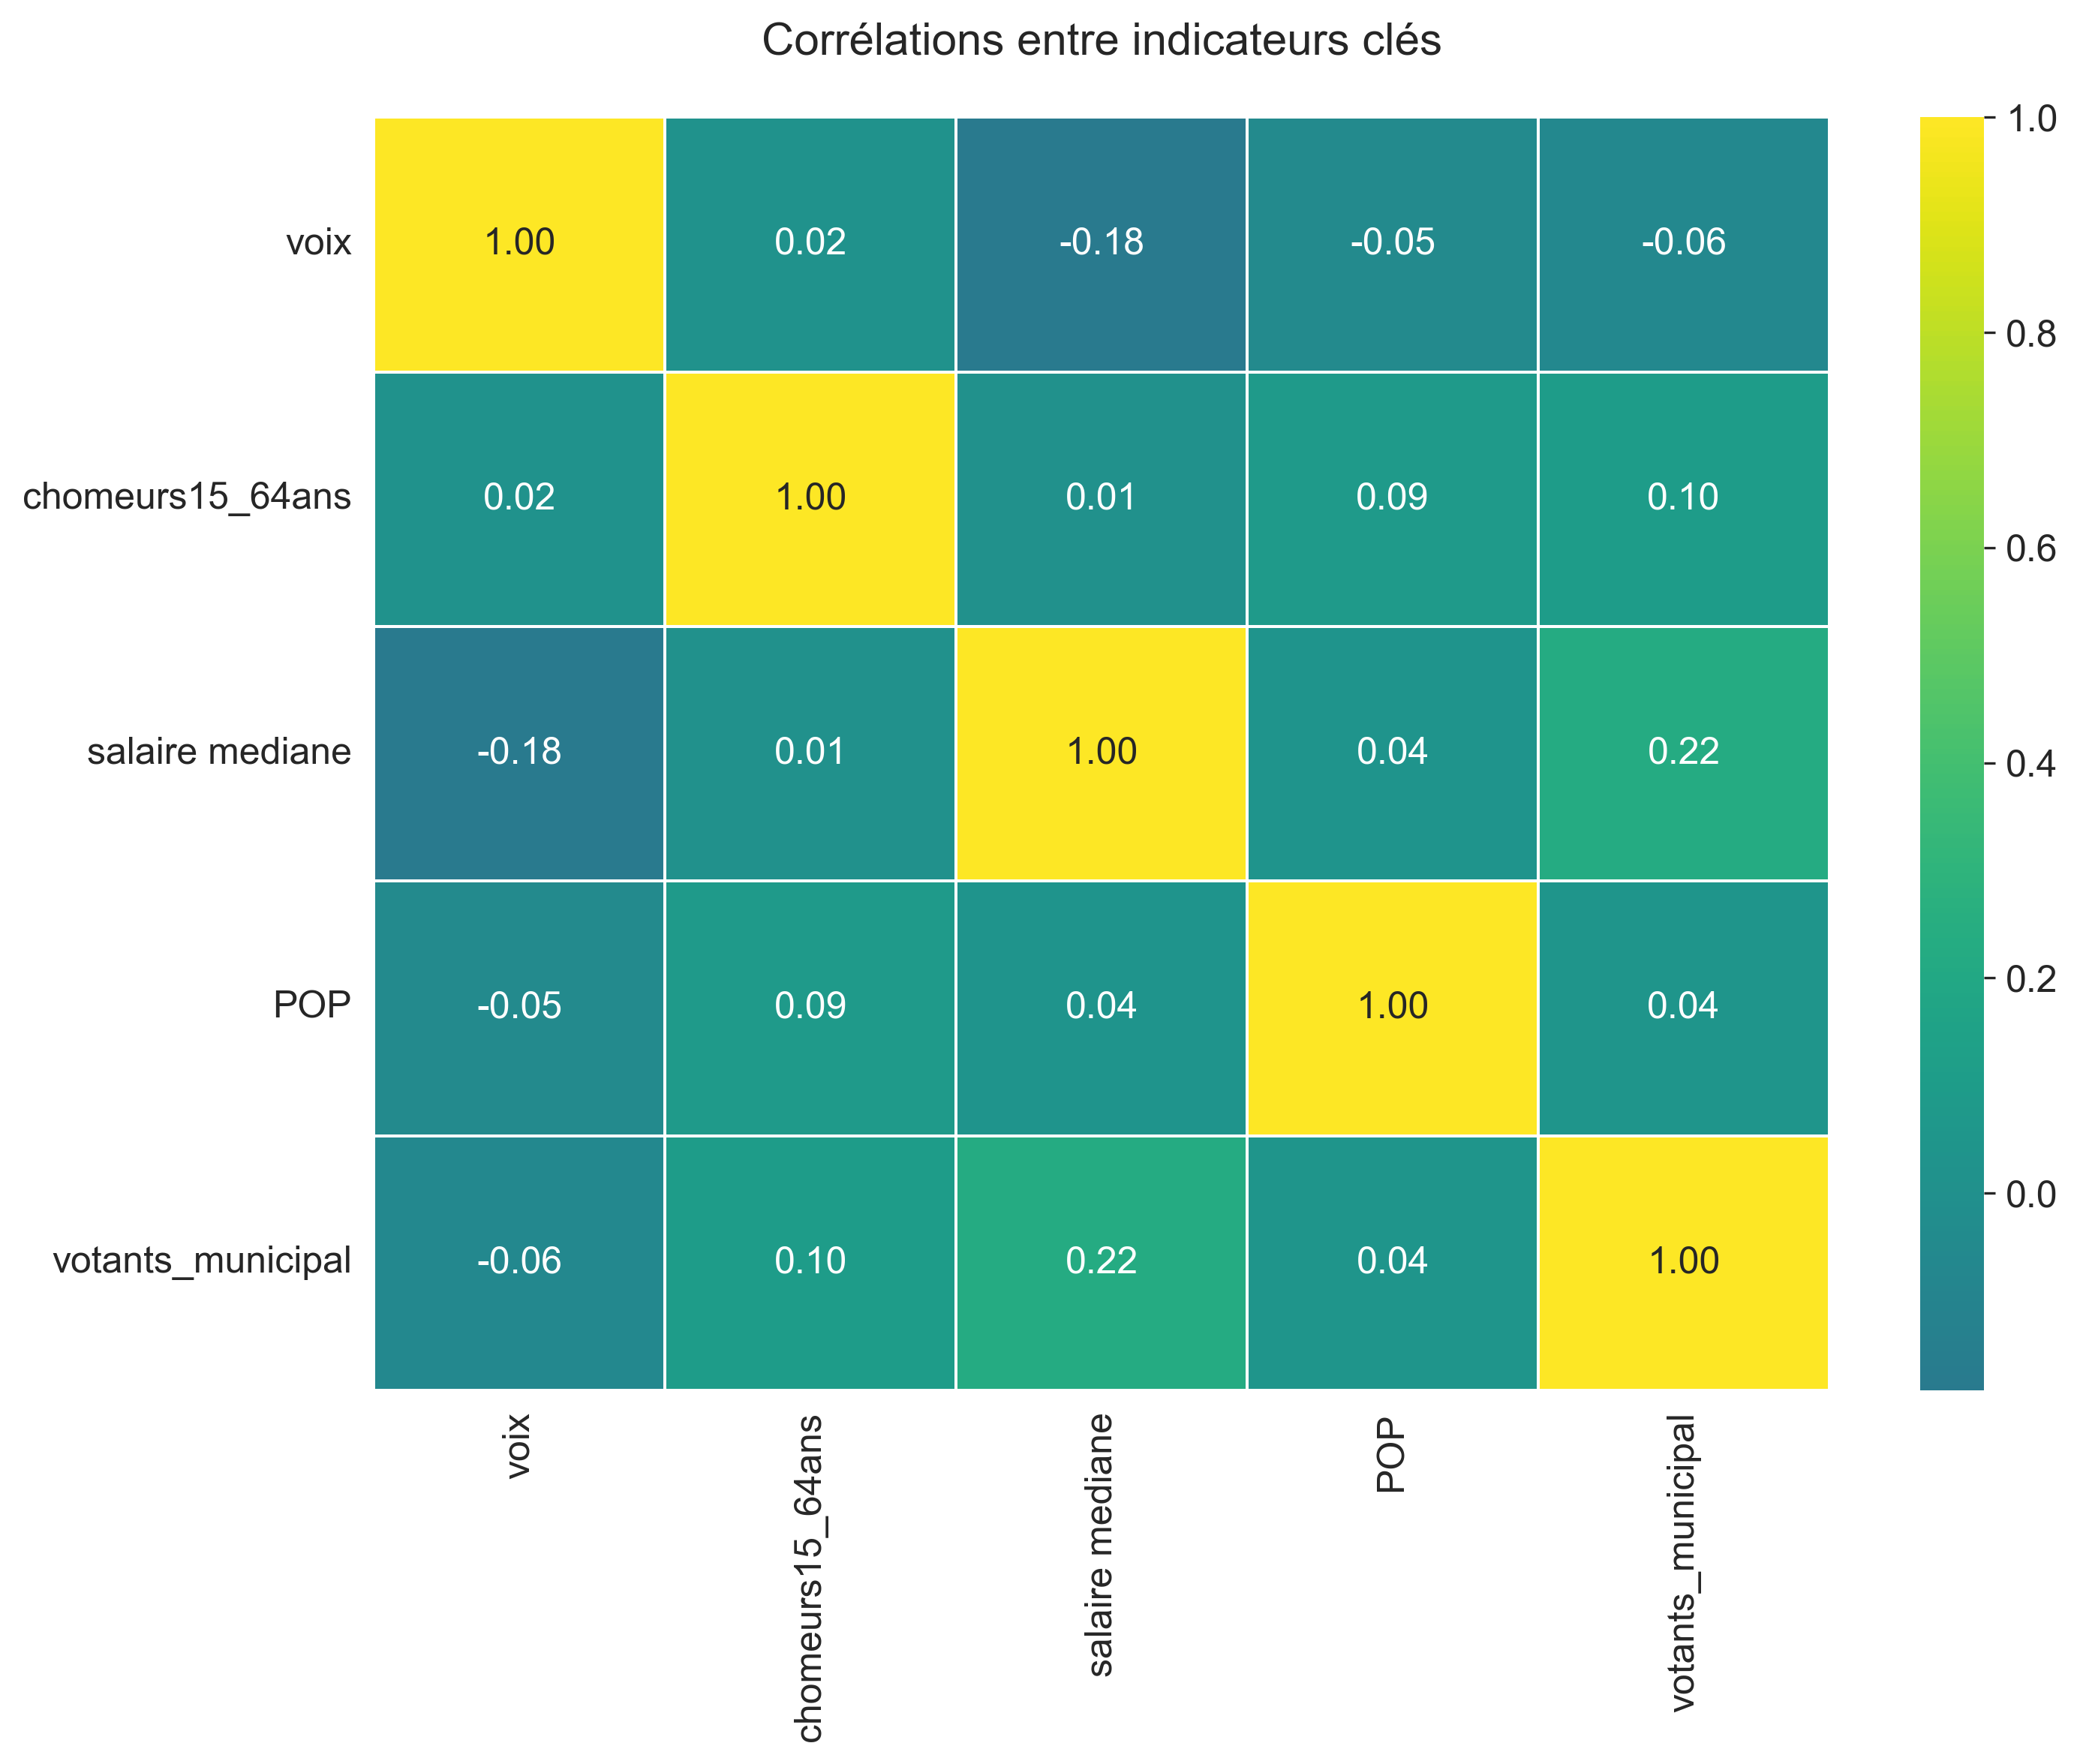 Corrélations entre indicateurs clés
voix
1.00 0.02 -0.18 -0.05 -0.06
chomeurs15_64ans
0.02 1.00 0.01 0.09 0.10
salaire mediane
-0.18 0.01 1.00 0.04 0.22
POP
-0.05 0.09 0.04 1.00 0.04
votants_municipal
-0.06 0.10 0.22 0.04 1.00
voix
chomeurs15_64ans
salaire mediane
POP
votants_municipal
1.0
0.8
0.6
0.4
0.2
0.0